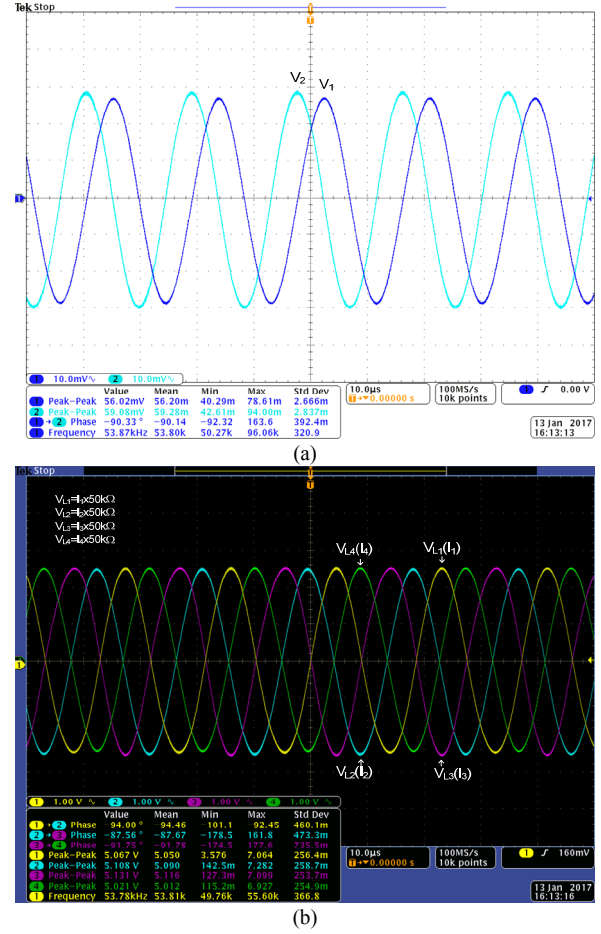 Tek Stop
T
T
V2 V1
1
1 10.0mV∿ 2 10.0mV∿
Value Mean Min Max Std Dev
1 Peak-Peak 56.02mV 56.20m 40.29m 78.61m 2.666m
2 Peak-Peak 59.08mV 59.28m 42.61m 94.00m 2.837m
1→2 Phase -90.33 ° -90.14 -92.32 163.6 392.4m
1 Frequency 53.87kHz 53.80k 50.27k 96.06k 320.9
10.0µs
T→▼0.00000 s
100MS/s
10k points
1 ∫ 0.00 V
13 Jan 2017
16:13:13
(a)
Tek Stop
T
T
VL1=I1x50kΩ
VL2=I2x50kΩ
VL3=I3x50kΩ
VL4=I4x50kΩ
VL4(I4) VL1(I1)
1
VL2(I2) VL3(I3)
1 1.00 V ∿ 2 1.00 V ∿ 3 1.00 V ∿ 4 1.00 V ∿
Value Mean Min Max Std Dev
1→2 Phase -94.00 ° -94.46 -101.1 -92.45 460.1m
2→3 Phase -87.56 ° -87.67 -178.5 161.8 473.3m
3→4 Phase -91.75 ° -91.78 -174.5 177.6 735.5m
1 Peak-Peak 5.067 V 5.050 3.576 7.064 256.4m
2 Peak-Peak 5.108 V 5.090 142.5m 7.282 258.7m
3 Peak-Peak 5.131 V 5.116 127.3m 7.099 253.7m
4 Peak-Peak 5.021 V 5.012 115.2m 6.927 254.9m
1 Frequency 53.78kHz 53.81k 49.76k 55.60k 366.8
10.0µs
T→▼0.00000 s
100MS/s
10k points
1 ∫ 160mV
13 Jan 2017
16:13:16
(b)